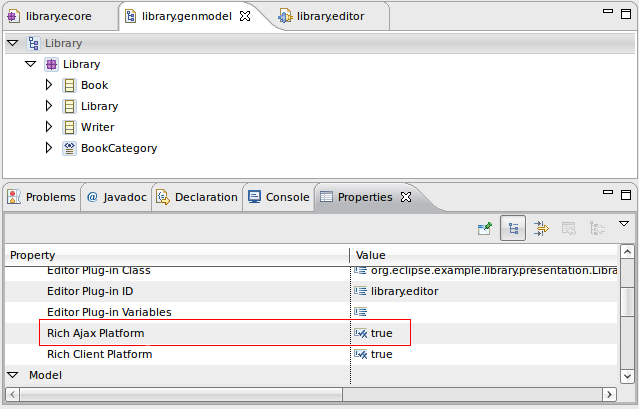 library.ecore library.genmodel library.editor
Library
Library
Book
Library
Writer
BookCategory
Problems @ Javadoc Declaration Console Properties
Property Value
Editor Plug-in Class org.eclipse.example.library.presentation.Libra
Editor Plug-in ID library.editor
Editor Plug-in Variables
Rich Ajax Platform true
Rich Client Platform true
Model